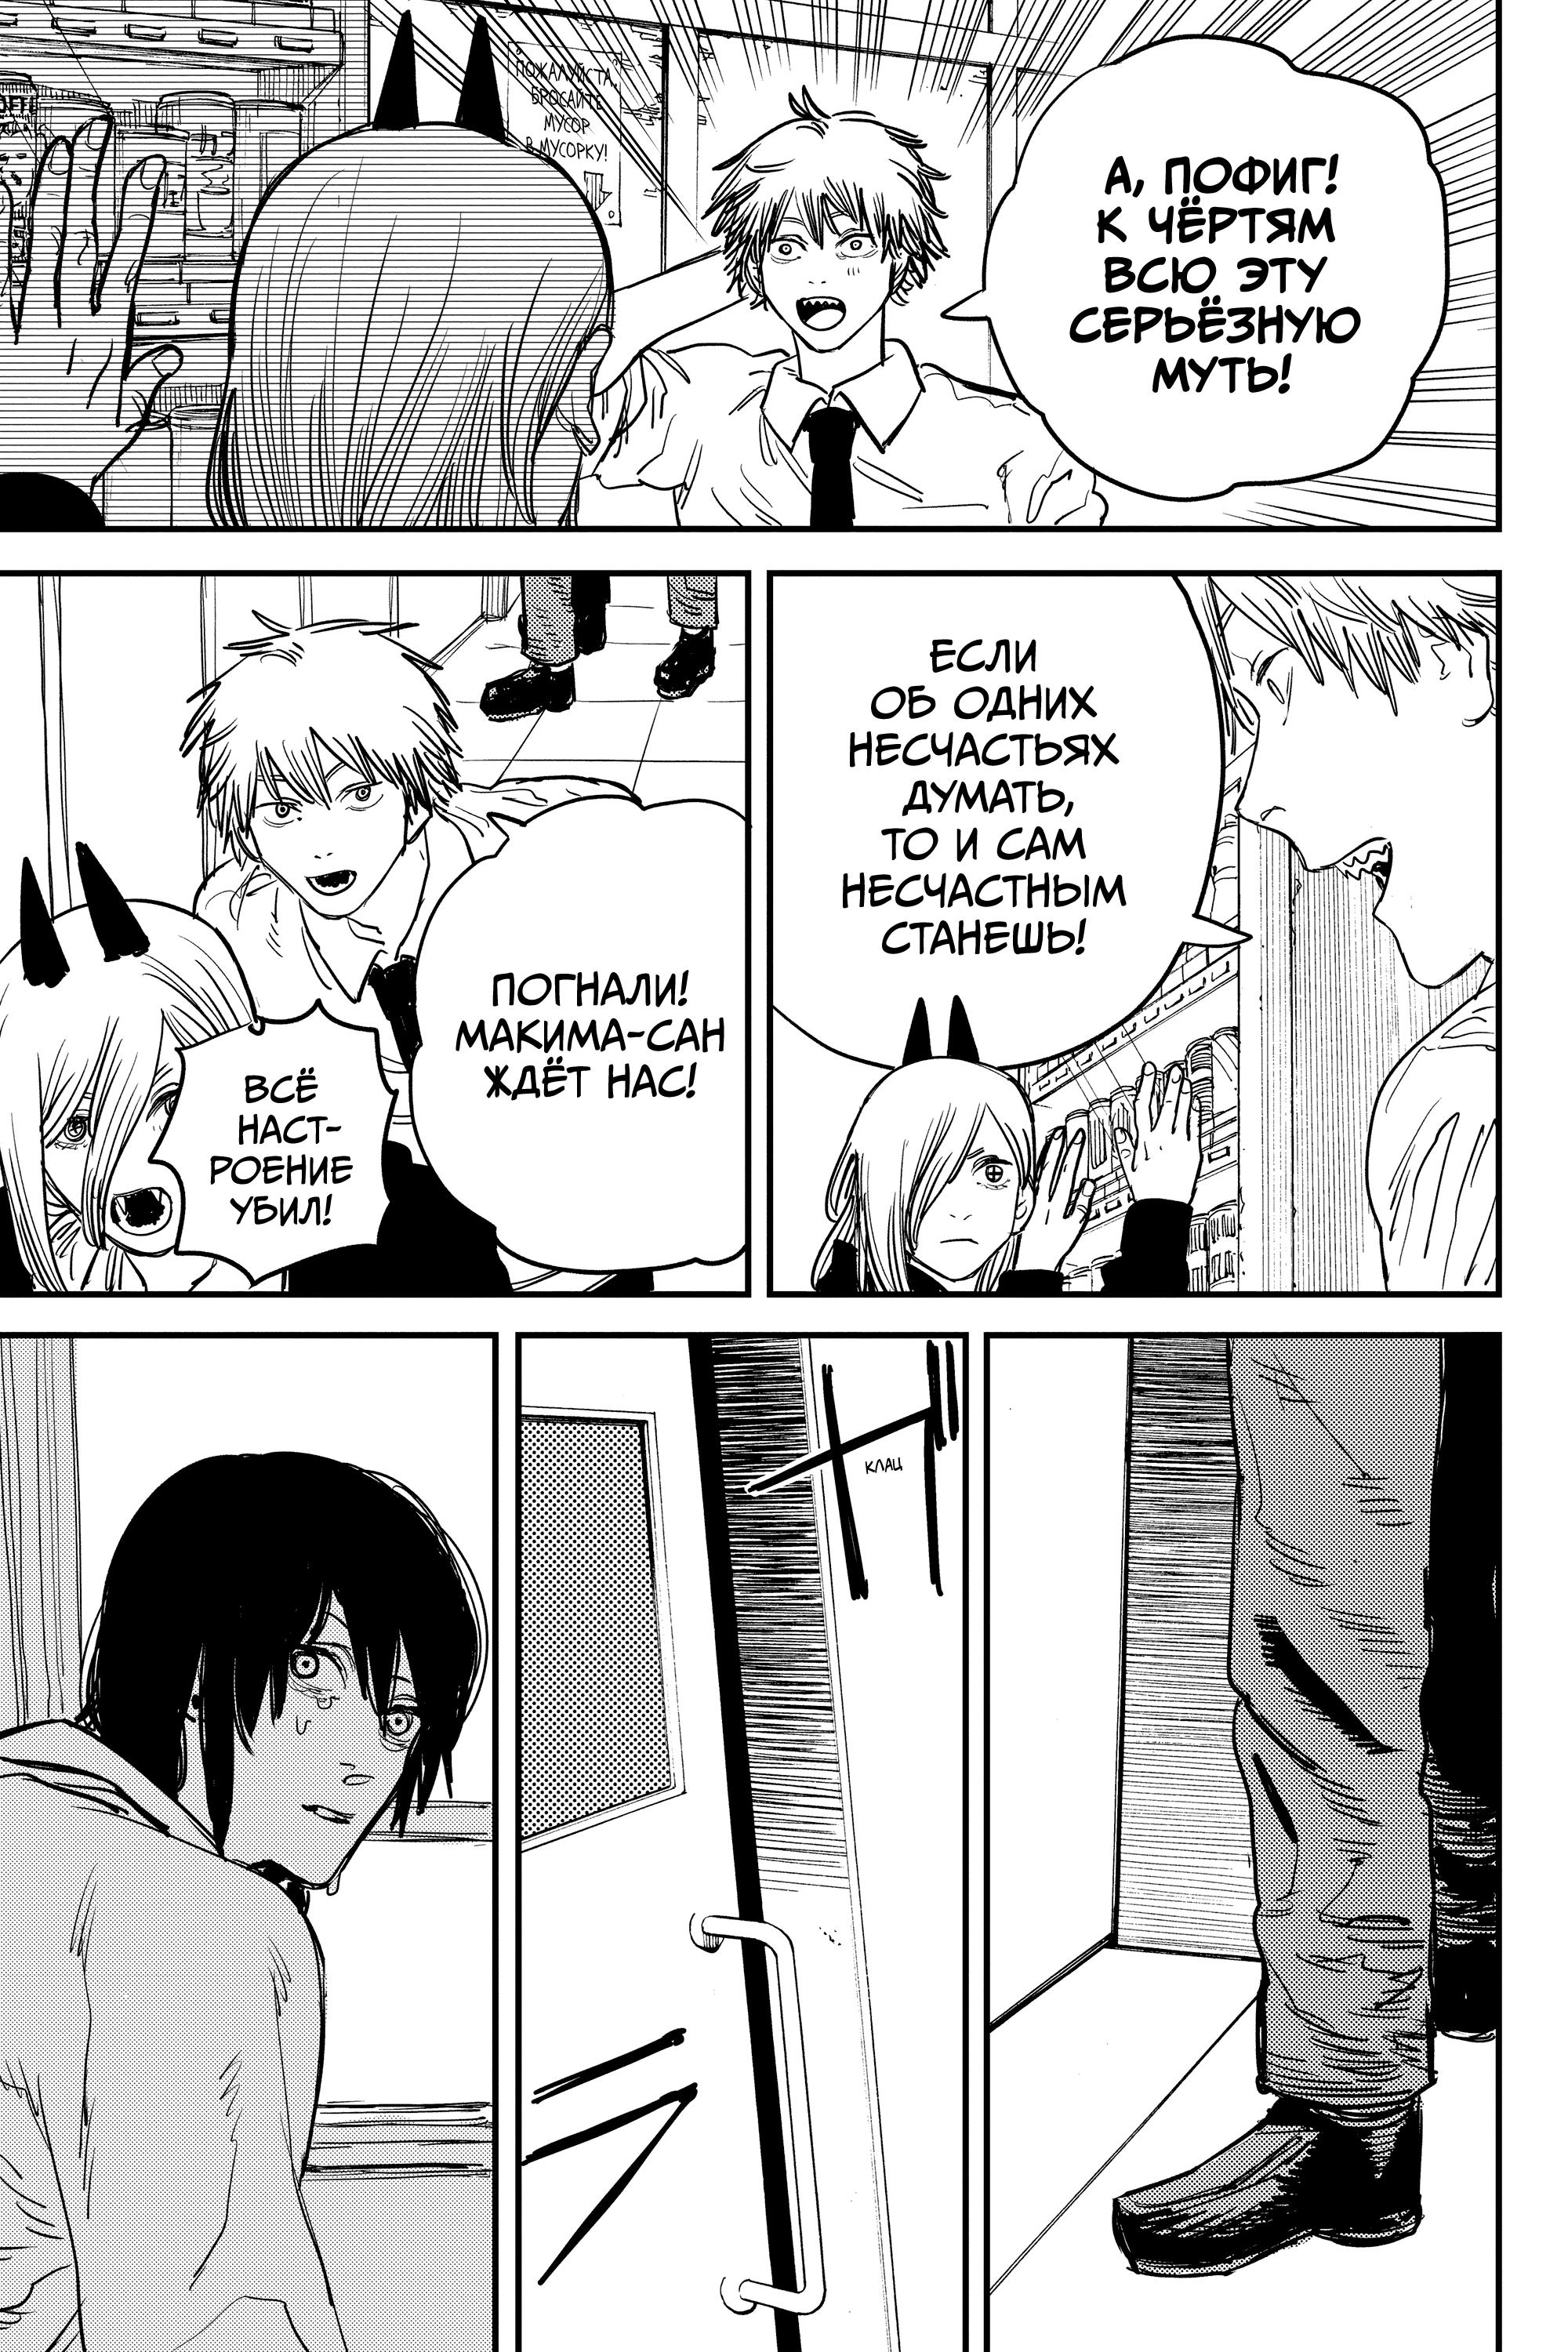 ПОЖАЛУЙСТА,
БРОСАЙТЕ
МУСОР
В МУСОРКУ!
А, ПОФИГ!
К ЧЁРТЯМ
ВСЮ ЭТУ
СЕРЬЁЗНУЮ
МУТЬ!
ЕСЛИ
ОБ ОДНИХ
НЕСЧАСТЬЯХ
ДУМАТЬ,
ТО И САМ
НЕСЧАСТНЫМ
СТАНЕШЬ!
ПОГНАЛИ!
МАКИМА-САН
ЖДЁТ НАС!
ВСЁ
НАСТ-
РОЕНИЕ
УБИЛ!
КЛАЦ